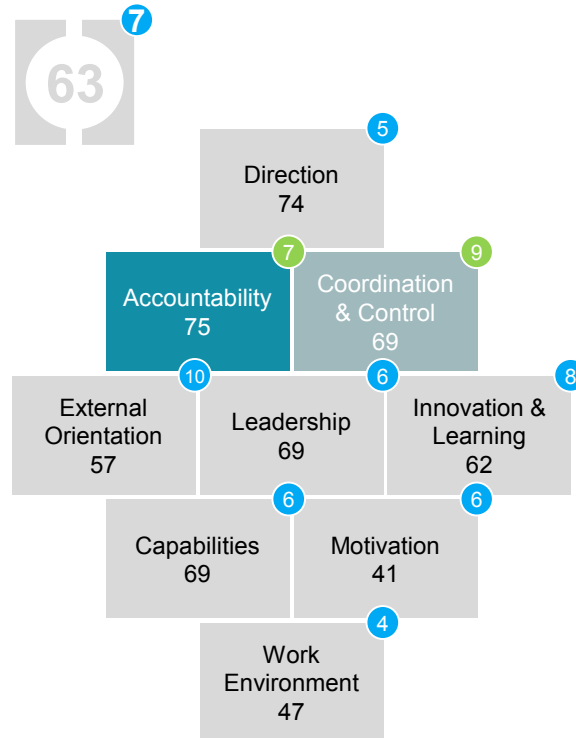 7
63
5
Direction
74
7
Accountability
75
9
Coordination
& Control
69
10
External
Orientation
57
6
Leadership
69
8
Innovation &
Learning
62
6
Capabilities
69
6
Motivation
41
4
Work
Environment
47